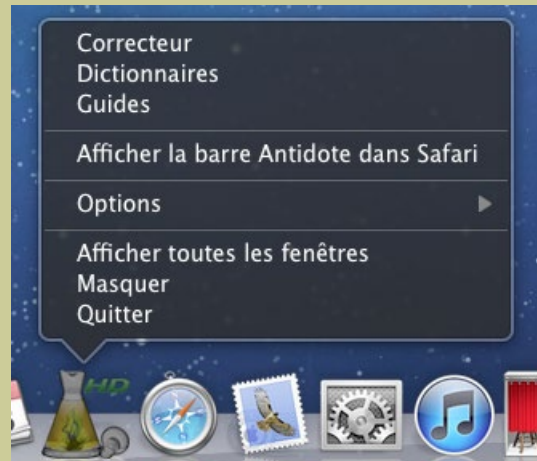 Correcteur
Dictionnaires
Guides
Afficher la barre Antidote dans Safari
Options
Afficher toutes les fenêtres
Masquer
Quitter
HD